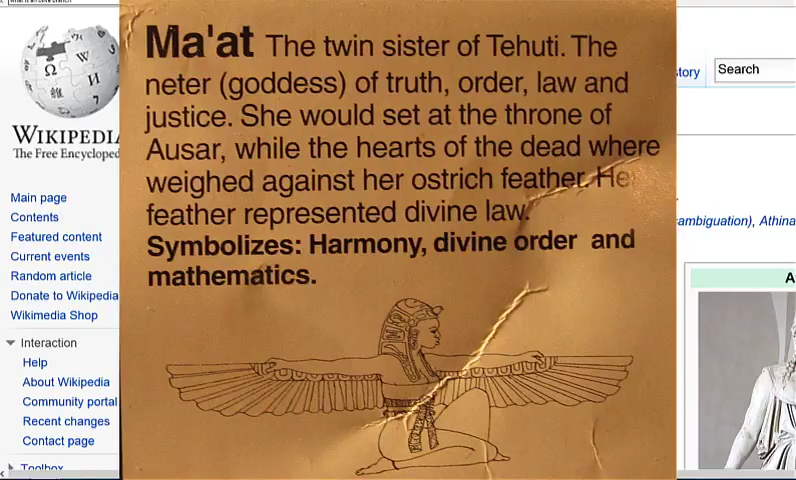 Ma'at The twin sister of Tehuti. The
neter (goddess) of truth, order, law and
justice. She would set at the throne of
Ausar, while the hearts of the dead where
weighed against her ostrich feather. He
feather represented divine law.
Symbolizes: Harmony, divine order and
mathematics.
WIKIPEDIA
The Free Encycloped
Main page
Contents
Featured content
Current events
Random article
Donate to Wikipedia
Wikimedia Shop
Interaction
Help
About Wikipedia
Community portal
Recent changes
Contact page
Toolbox
story
Search
ambiguation), Athina
A